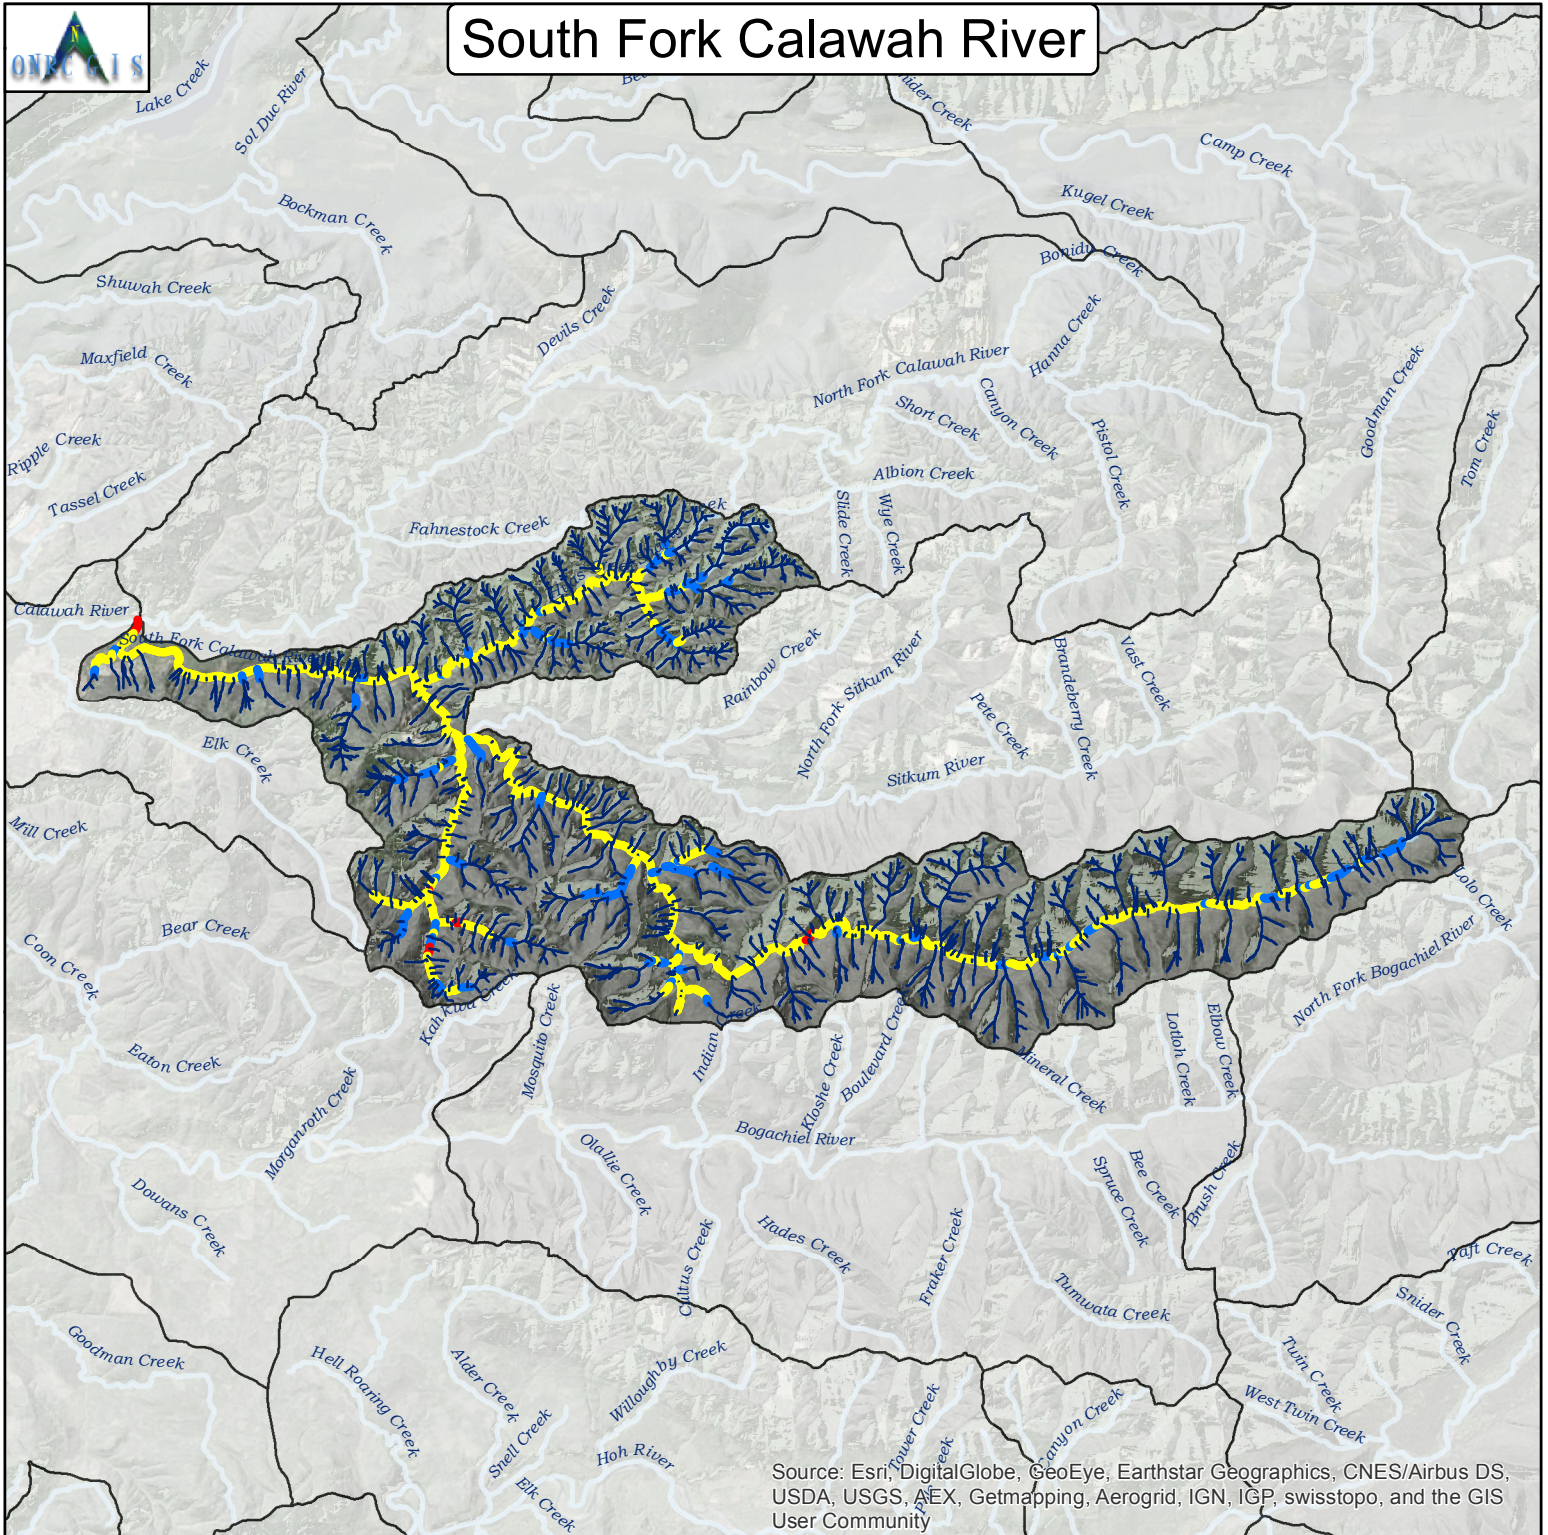 South Fork Calawah River
N
ONRC GIS
Lake Creek
Sol Duc River
Creek
Camp Creek
Kugel Creek
Bockman Creek
Bonidu Creek
Shuwah Creek
Devils Creek
Hanna Creek
Maxfield Creek
North Fork Calawah River
Goodman Creek
Short Creek
Canyon Creek
Ripple Creek
Tom Creek
Pistol Creek
Tassel Creek
Albion Creek
Fahnestock Creek
Slide Creek
Wye Creek
Calawah River
South Fork Calawah River
Rainbow Creek
North Fork Sitkum River
Vast Creek
Brandeberry Creek
Pete Creek
Elk Creek
Sitkum River
Mill Creek
Lolo Creek
Bear Creek
Coon Creek
North Fork Bogachiel River
Kahkiwa Creek
Mosquito Creek
Indian Creek
Kloshe Creek
Boulevard Creek
Mineral Creek
Lotloh Creek
Elbow Creek
Eaton Creek
Morganroth Creek
Bogachiel River
Olallie Creek
Spruce Creek
Bee Creek
Brush Creek
Dowans Creek
Cultus Creek
Hades Creek
Fraker Creek
Tumwata Creek
Taft Creek
Snider Creek
Goodman Creek
Hell Roaring Creek
Alder Creek
Willoughby Creek
Twin Creek
West Twin Creek
Snell Creek
Tower Creek
Canyon Creek
Hoh River
Elk Creek
Source: Esri, DigitalGlobe, GeoEye, Earthstar Geographics, CNES/Airbus DS,
USDA, USGS, AEX, Getmapping, Aerogrid, IGN, IGP, swisstopo, and the GIS
User Community